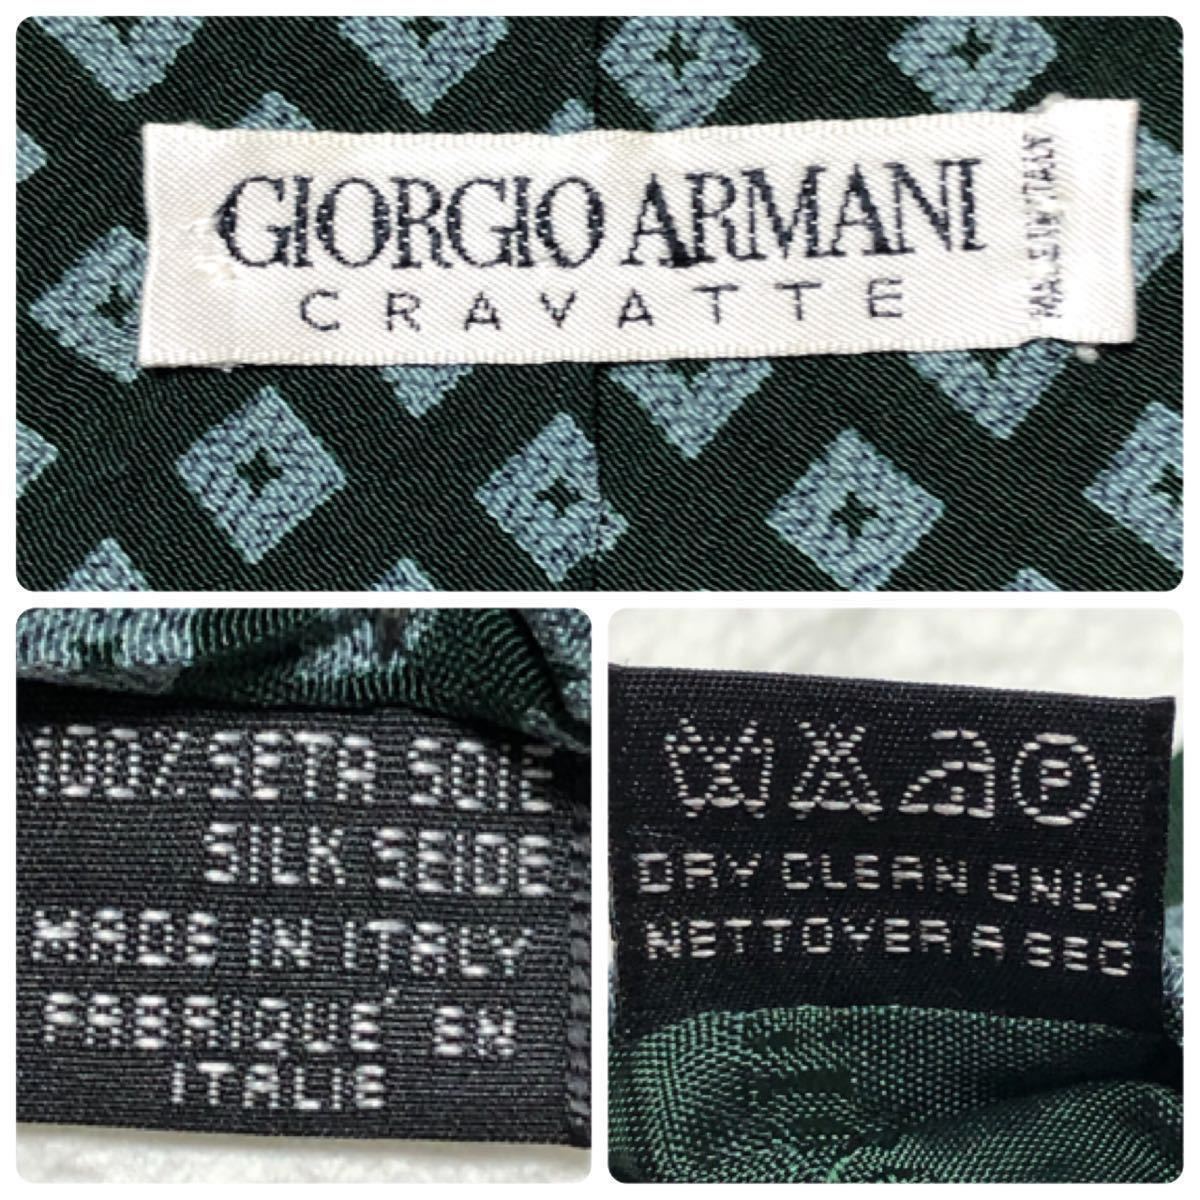 GIORGIO ARMANI
CRAVATTE
MADE IN ITALY
100% SETA SOIE
SILK SEIDE
MADE IN ITALY
FABRIQUÉ EN
ITALIE
P
DRY CLEAN ONLY
NETTOYER A SEC